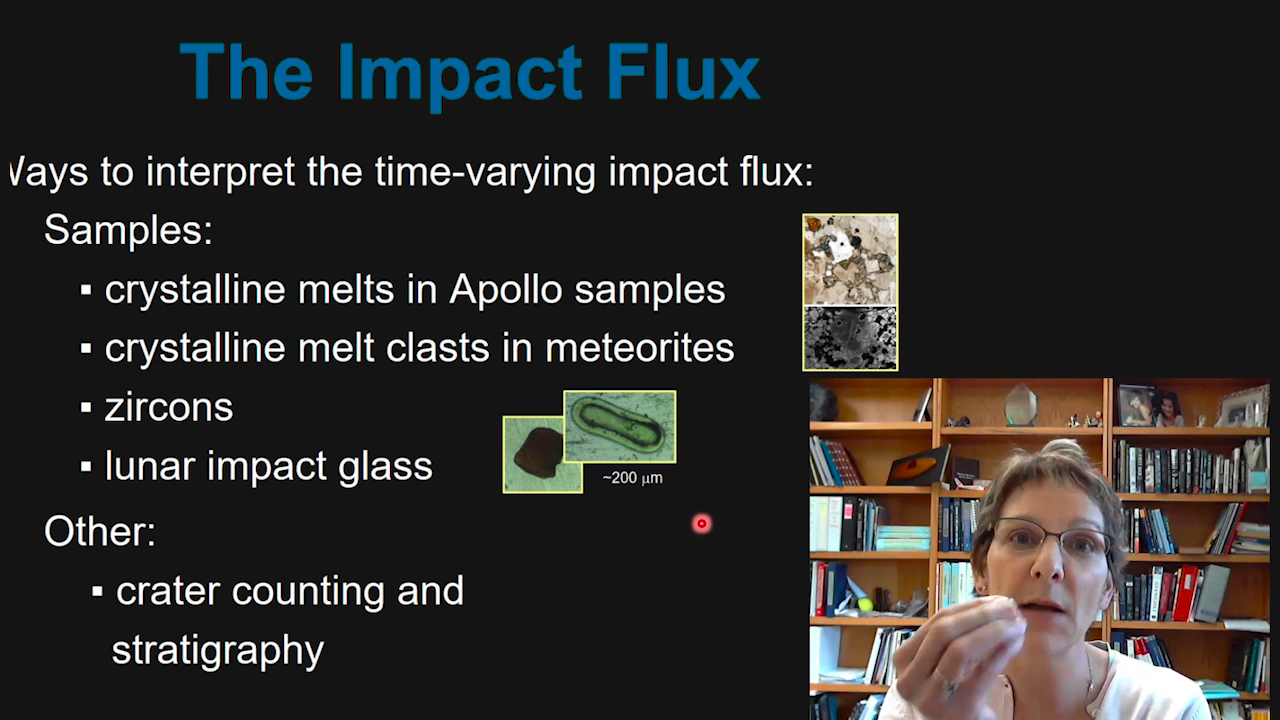 The Impact Flux
Ways to interpret the time-varying impact flux:
Samples:
▪ crystalline melts in Apollo samples
▪ crystalline melt clasts in meteorites
▪ zircons
▪ lunar impact glass
~200 μm
Other:
▪ crater counting and
stratigraphy